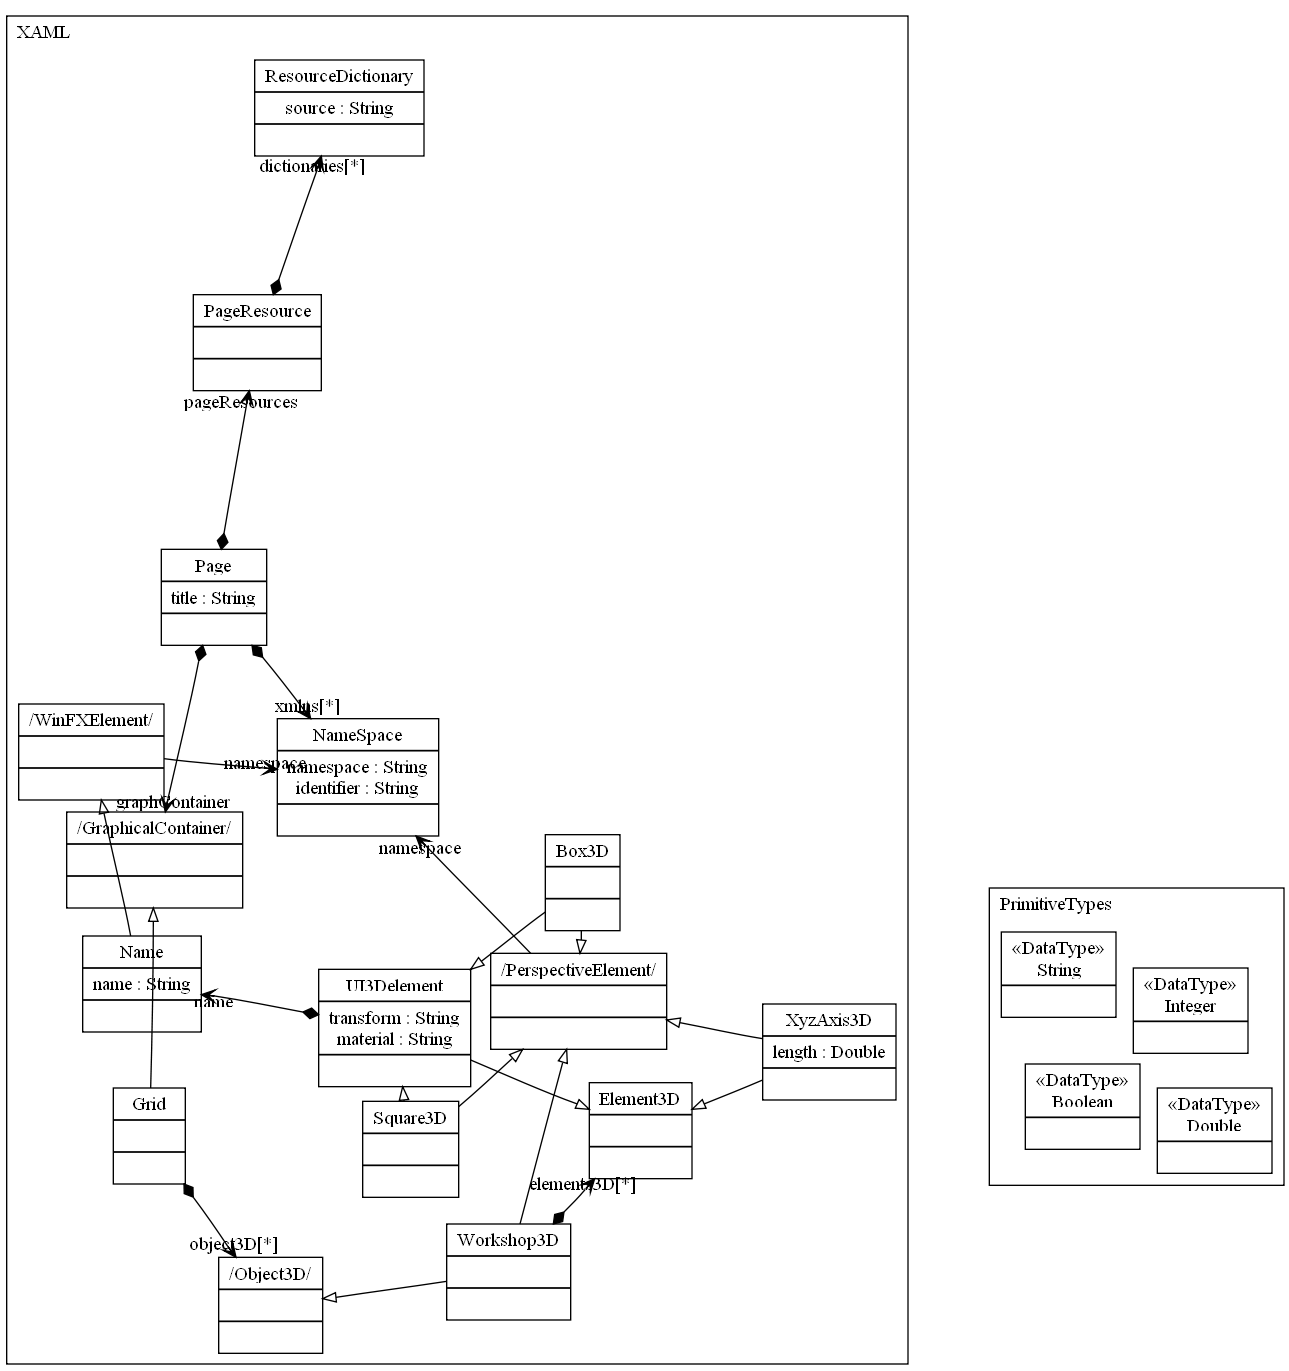 XAML
ResourceDictionary
source : String
dictionaries[*]
PageResource
pageResources
Page
title : String
xmlns[*]
/WinFXElement/
NameSpace
namespace
namespace : String
identifier : String
graphContainer
/GraphicalContainer/
namespace
Box3D
Name
name : String
name
UI3Delement
transform : String
material : String
/PerspectiveElement/
XyzAxis3D
length : Double
Grid
Square3D
Element3D
elements3D[*]
object3D[*]
Workshop3D
/Object3D/
PrimitiveTypes
«DataType»
String
«DataType»
Integer
«DataType»
Boolean
«DataType»
Double